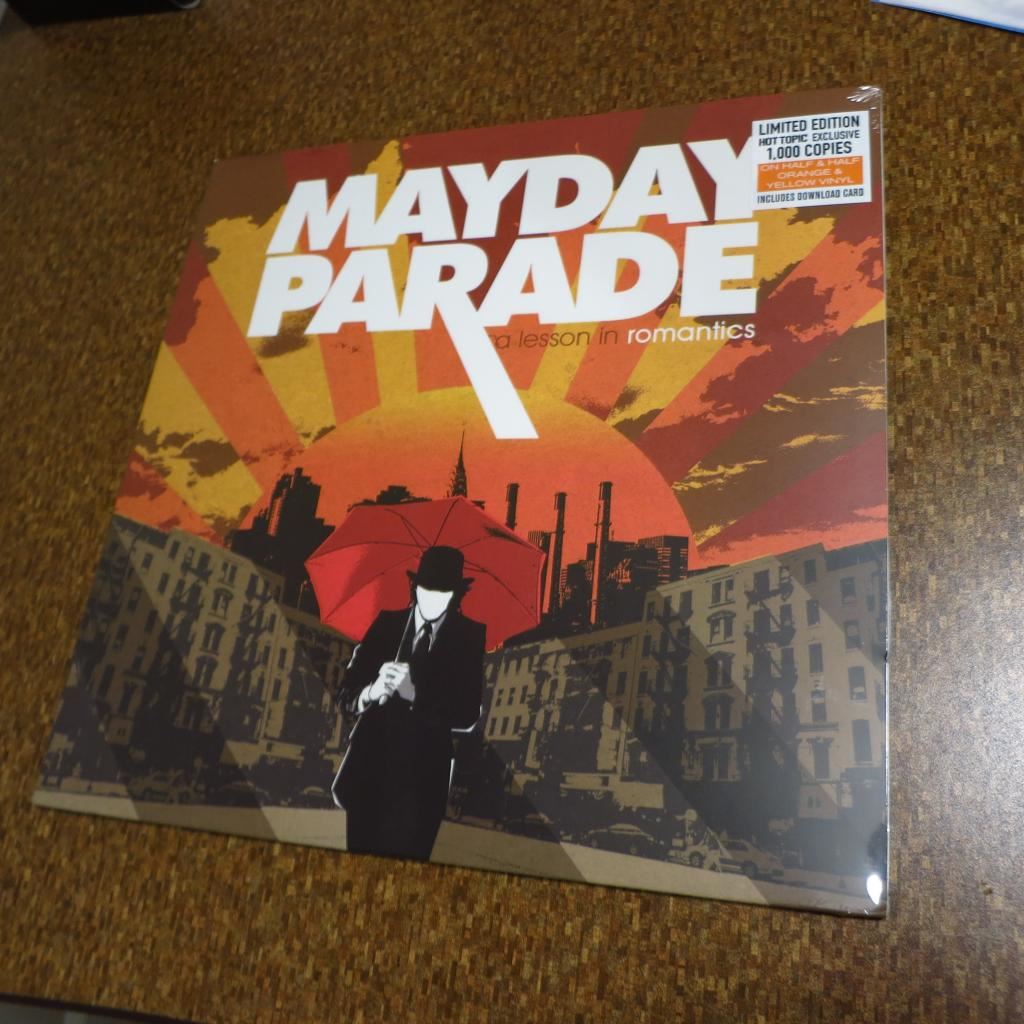 MAYDAY
PARADE
a lesson in romantics
LIMITED EDITION
HOT TOPIC EXCLUSIVE
1,000 COPIES
ON HALF & HALF
ORANGE &
YELLOW VINYL
INCLUDES DOWNLOAD CARD